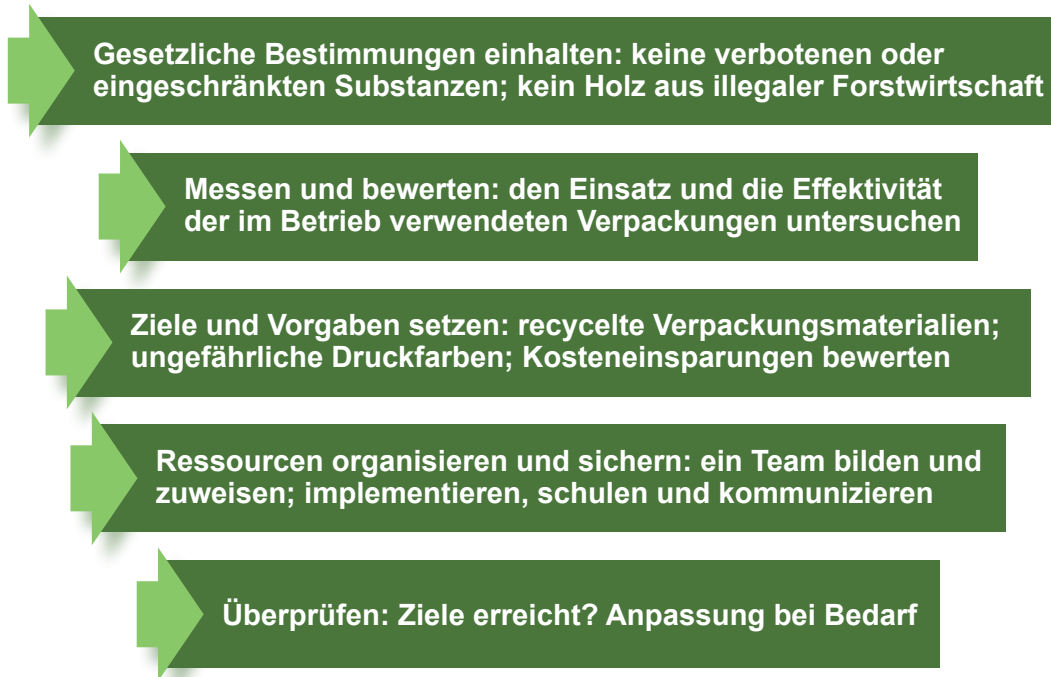 Gesetzliche Bestimmungen einhalten: keine verbotenen oder
eingeschränkten Substanzen; kein Holz aus illegaler Forstwirtschaft
Messen und bewerten: den Einsatz und die Effektivität
der im Betrieb verwendeten Verpackungen untersuchen
Ziele und Vorgaben setzen: recycelte Verpackungsmaterialien;
ungefährliche Druckfarben; Kosteneinsparungen bewerten
Ressourcen organisieren und sichern: ein Team bilden und
zuweisen; implementieren, schulen und kommunizieren
Überprüfen: Ziele erreicht? Anpassung bei Bedarf